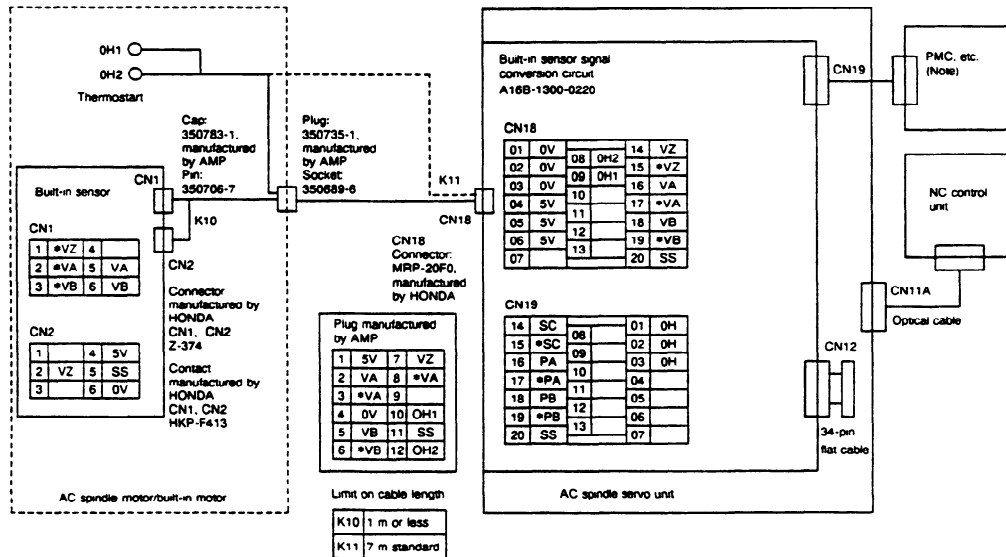 0H1
0H2
Thermostart
Cap:
350783-1,
manufactured
by AMP
Pin:
350706-7
Plug:
350735-1,
manufactured
by AMP
Socket:
350689-6
Built-in sensor
CN1
K10
CN2
CN1
1 *VZ 4
2 *VA 5 VA
3 *VB 6 VB
CN2
1 4 5V
2 VZ 5 SS
3 6 0V
Connector
manufactured by
HONDA
CN1, CN2
Z-374
Contact
manufactured by
HONDA
CN1, CN2
HKP-F413
AC spindle motor/built-in motor
K11
CN18
CN18
Connector:
MRP-20F0,
manufactured
by HONDA
Plug manufactured
by AMP
1 5V 7 VZ
2 VA 8 *VA
3 *VA 9
4 0V 10 OH1
5 VB 11 SS
6 *VB 12 OH2
Limit on cable length
K10 1 m or less
K11 7 m standard
Built-in sensor signal
conversion circuit
A16B-1300-0220
CN18
01 0V 14 VZ
08 0H2
02 0V 15 *VZ
09 0H1
03 0V 16 VA
10
04 5V 17 *VA
11
05 5V 18 VB
12
06 5V 19 *VB
13
07 20 SS
CN19
14 SC 01 0H
08
15 *SC 02 0H
09
16 PA 03 0H
10
17 *PA 04
11
18 PB 05
12
19 *PB 06
13
20 SS 07
AC spindle servo unit
CN19
PMC, etc.
(Note)
NC control
unit
CN11A
Optical cable
CN12
34-pin
flat cable